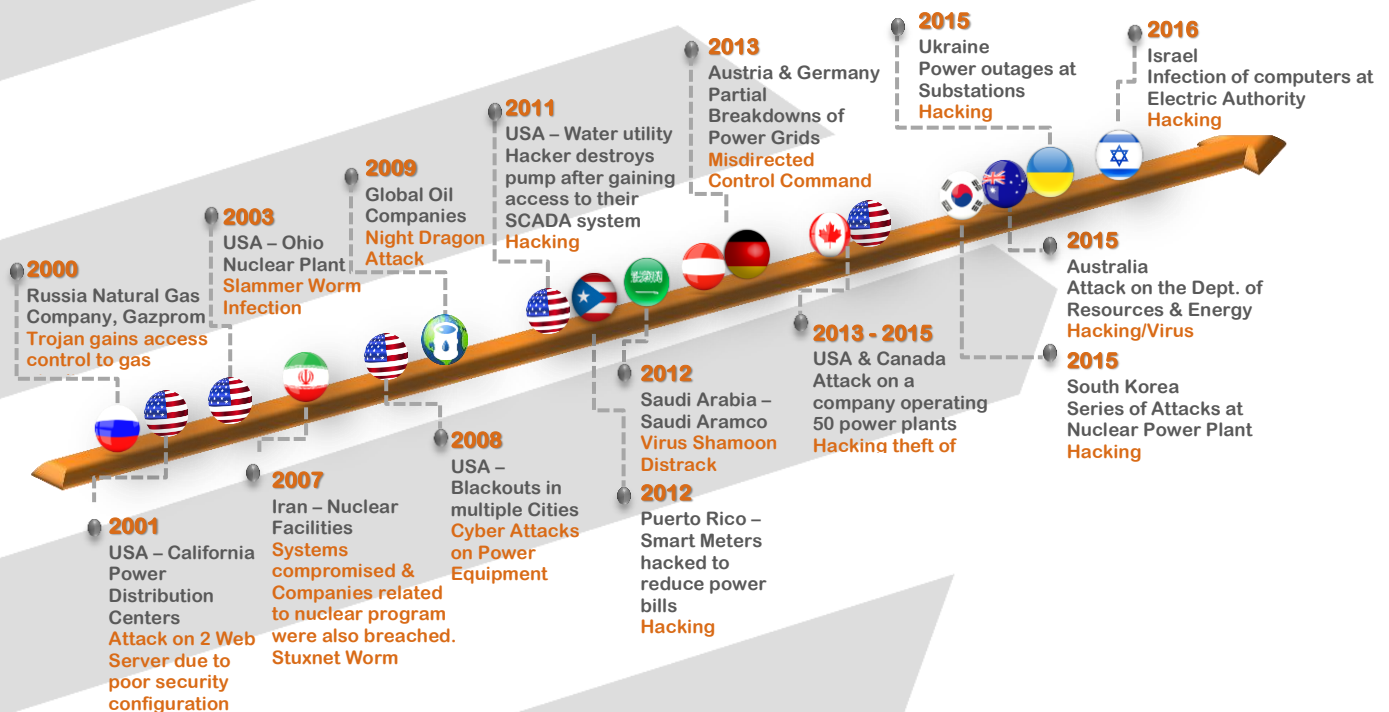 2000
Russia Natural Gas
Company, Gazprom
Trojan gains access
control to gas
2001
USA – California
Power
Distribution
Centers
Attack on 2 Web
Server due to
poor security
configuration
2003
USA – Ohio
Nuclear Plant
Slammer Worm
Infection
2007
Iran – Nuclear
Facilities
Systems
compromised &
Companies related
to nuclear program
were also breached.
Stuxnet Worm
2008
USA –
Blackouts in
multiple Cities
Cyber Attacks
on Power
Equipment
2009
Global Oil
Companies
Night Dragon
Attack
2011
USA – Water utility
Hacker destroys
pump after gaining
access to their
SCADA system
Hacking
2012
Puerto Rico –
Smart Meters
hacked to
reduce power
bills
Hacking
2012
Saudi Arabia –
Saudi Aramco
Virus Shamoon
Distrack
2013
Austria & Germany
Partial
Breakdowns of
Power Grids
Misdirected
Control Command
2013 - 2015
USA & Canada
Attack on a
company operating
50 power plants
Hacking theft of
2015
South Korea
Series of Attacks at
Nuclear Power Plant
Hacking
2015
Australia
Attack on the Dept. of
Resources & Energy
Hacking/Virus
2015
Ukraine
Power outages at
Substations
Hacking
2016
Israel
Infection of computers at
Electric Authority
Hacking